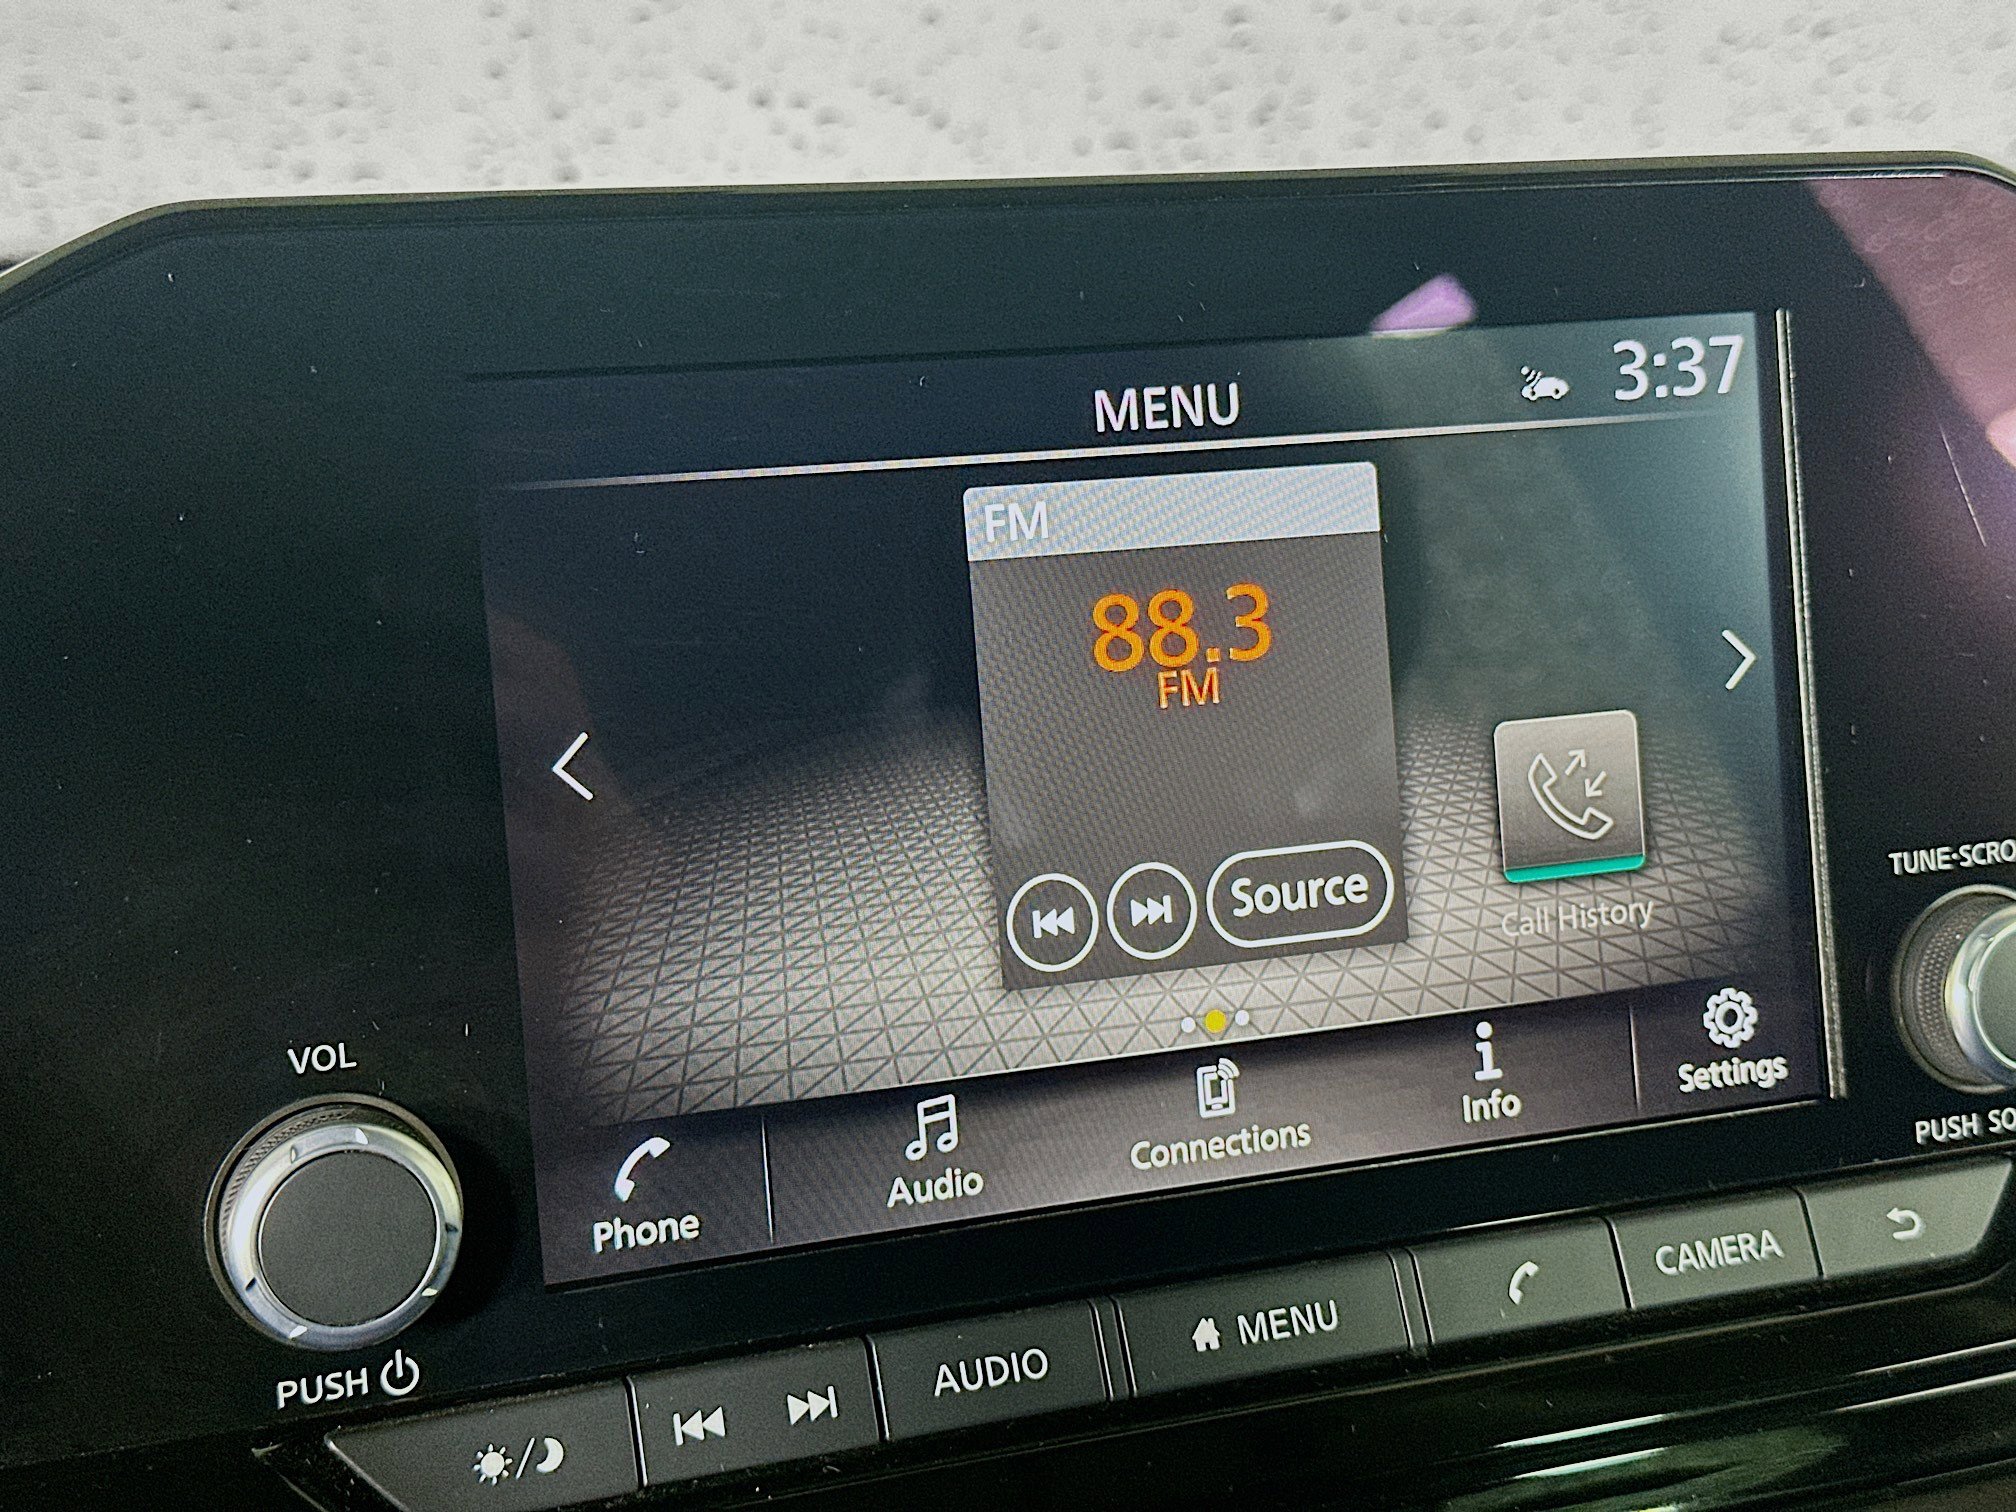 MENU
3:37
FM
88.3
FM
Source
Call History
Phone
Audio
Connections
Info
Settings
VOL
PUSH
TUNE•SCRO
PUSH SO
AUDIO
MENU
CAMERA